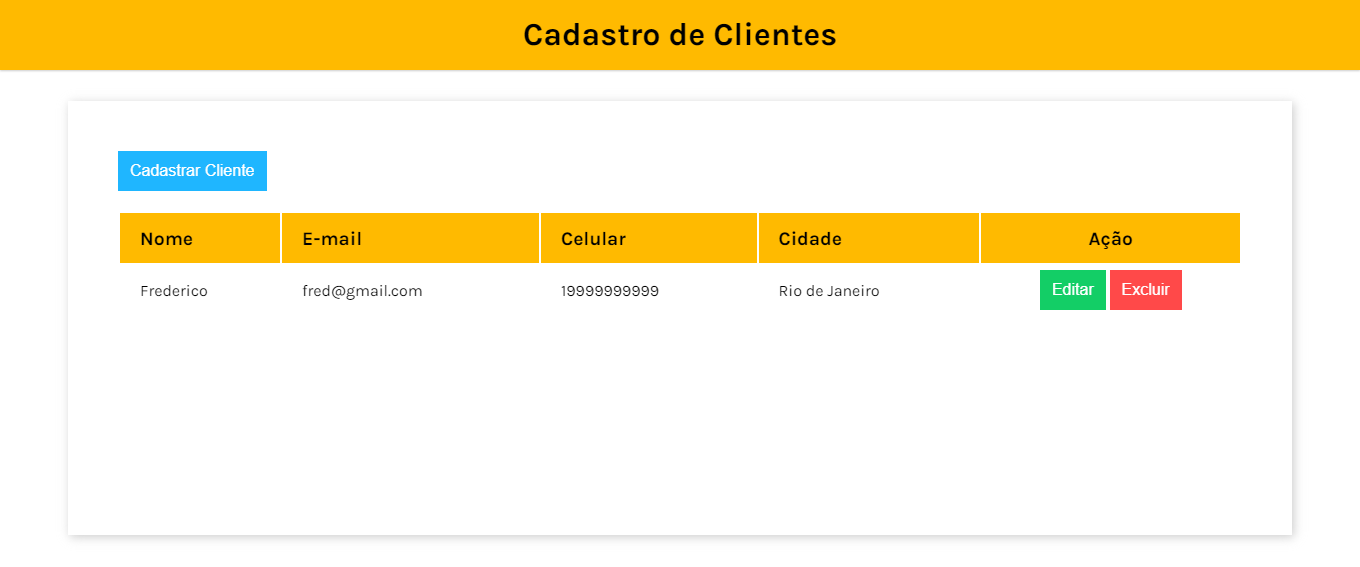 Cadastro de Clientes
Cadastrar Cliente
Nome E-mail Celular Cidade Ação
Frederico fred@gmail.com 19999999999 Rio de Janeiro Editar Excluir